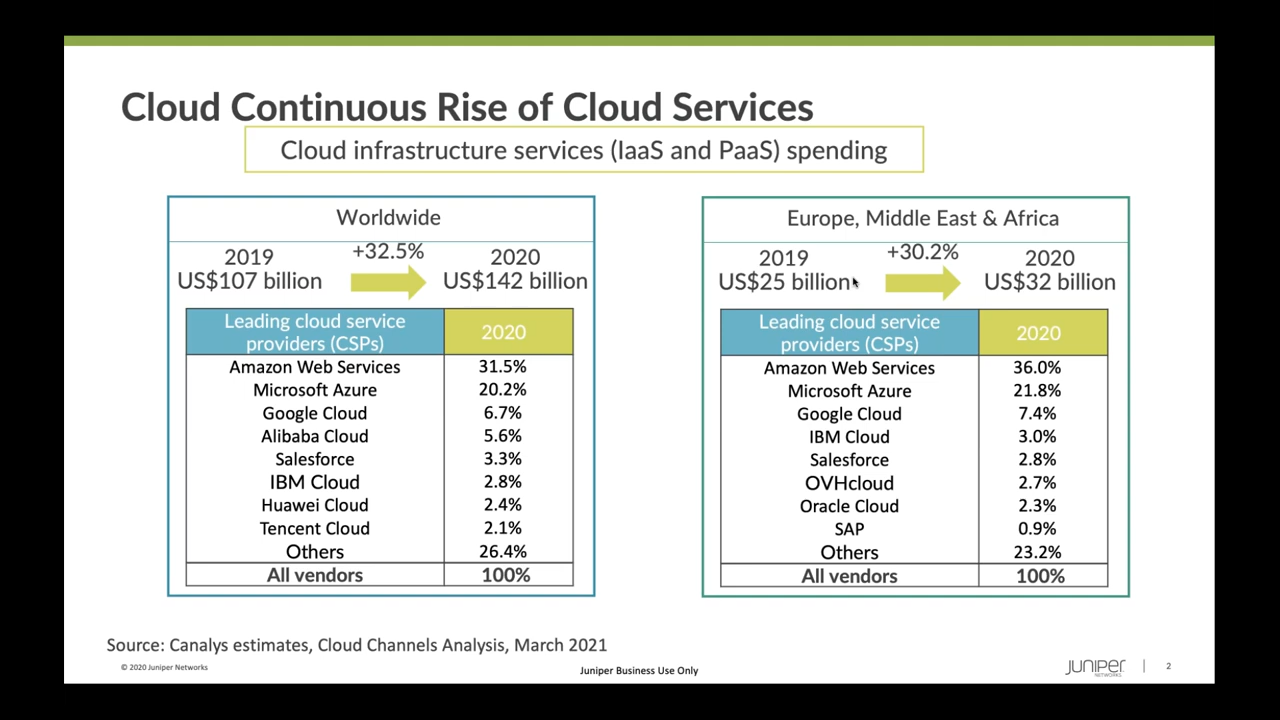 Cloud Continuous Rise of Cloud Services
Cloud infrastructure services (IaaS and PaaS) spending
Worldwide
2019 +32.5% 2020
US$107 billion US$142 billion
Leading cloud service providers (CSPs) 2020
Amazon Web Services 31.5%
Microsoft Azure 20.2%
Google Cloud 6.7%
Alibaba Cloud 5.6%
Salesforce 3.3%
IBM Cloud 2.8%
Huawei Cloud 2.4%
Tencent Cloud 2.1%
Others 26.4%
All vendors 100%
Europe, Middle East & Africa
2019 +30.2% 2020
US$25 billion US$32 billion
Leading cloud service providers (CSPs) 2020
Amazon Web Services 36.0%
Microsoft Azure 21.8%
Google Cloud 7.4%
IBM Cloud 3.0%
Salesforce 2.8%
OVHcloud 2.7%
Oracle Cloud 2.3%
SAP 0.9%
Others 23.2%
All vendors 100%
Source: Canalys estimates, Cloud Channels Analysis, March 2021
© 2020 Juniper Networks
Juniper Business Use Only
JUNIPER
NETWORKS
2